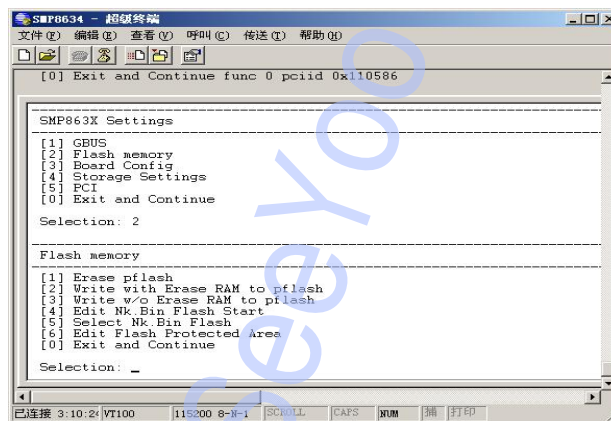 SMP8634 - 超级终端
文件(F) 编辑(E) 查看(V) 呼叫(C) 传送(T) 帮助(H)
[0] Exit and Continue func 0 pciid 0x110586
SMP863X Settings
[1] GBUS
[2] Flash memory
[3] Board Config
[4] Storage Settings
[5] PCI
[0] Exit and Continue
Selection: 2
Flash memory
[1] Erase pflash
[2] Write with Erase RAM to pflash
[3] Write w/o Erase RAM to pflash
[4] Edit Nk.Bin Flash Start
[5] Select Nk.Bin Flash
[6] Edit Flash Protected Area
[0] Exit and Continue
Selection: _
已连接 3:10:24 VT100 115200 8-N-1 SCROLL CAPS NUM 捕 打印
SeeYoo